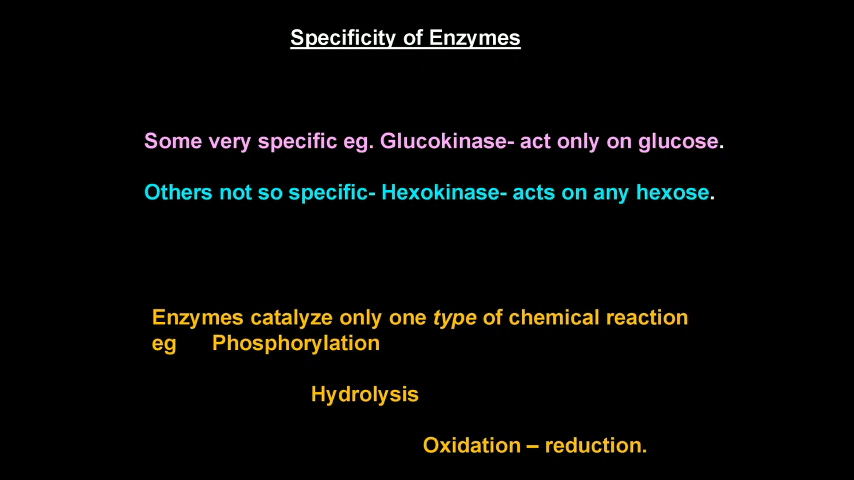 Specificity of Enzymes
Some very specific eg. Glucokinase- act only on glucose.
Others not so specific- Hexokinase- acts on any hexose.
Enzymes catalyze only one type of chemical reaction
eg Phosphorylation
Hydrolysis
Oxidation – reduction.